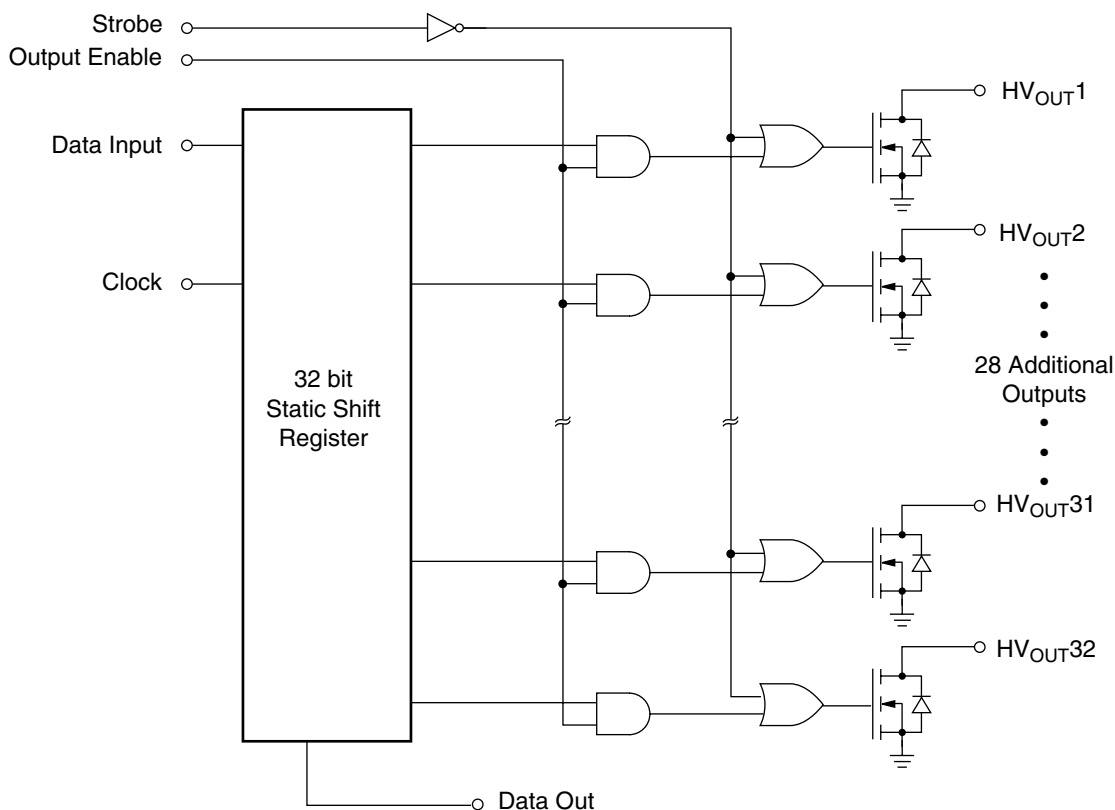 Strobe
Output Enable
Data Input
Clock
32 bit
Static Shift
Register
Data Out
HVOUT1
HVOUT2
28 Additional
Outputs
HVOUT31
HVOUT32